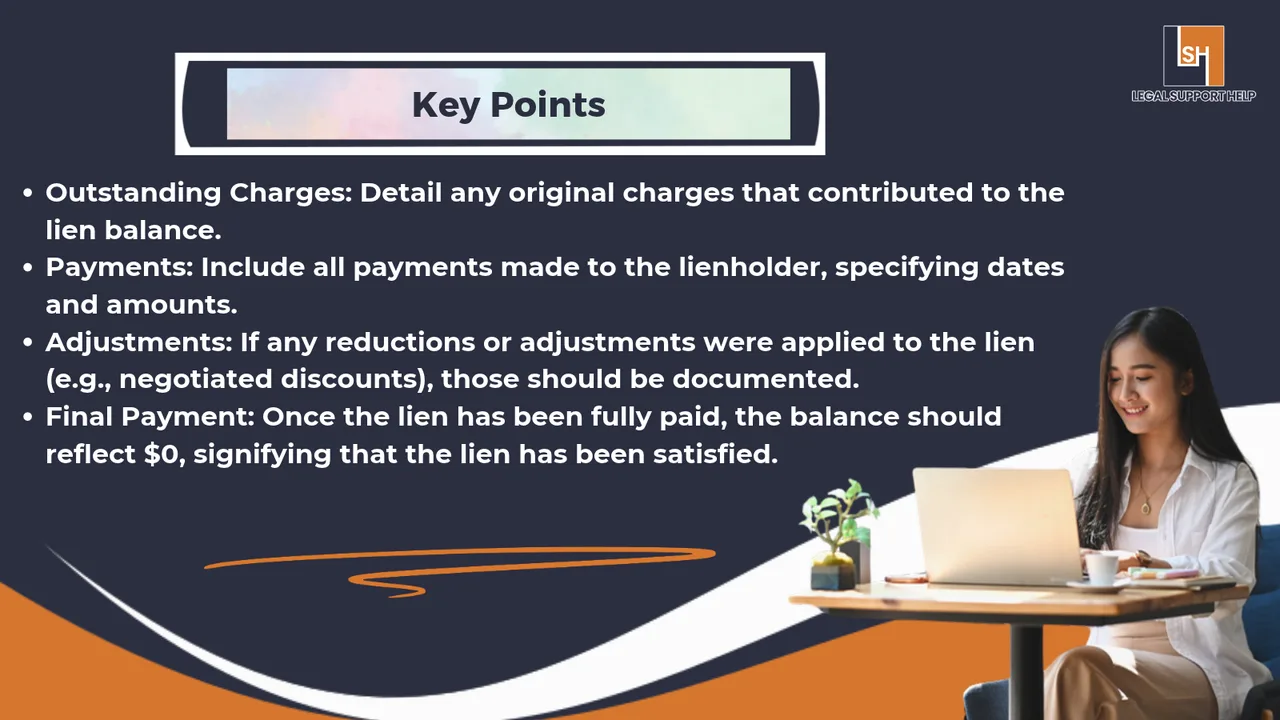 SH
LEGAL SUPPORT HELP
Key Points
• Outstanding Charges: Detail any original charges that contributed to the
lien balance.
• Payments: Include all payments made to the lienholder, specifying dates
and amounts.
• Adjustments: If any reductions or adjustments were applied to the lien
(e.g., negotiated discounts), those should be documented.
• Final Payment: Once the lien has been fully paid, the balance should
reflect $0, signifying that the lien has been satisfied.